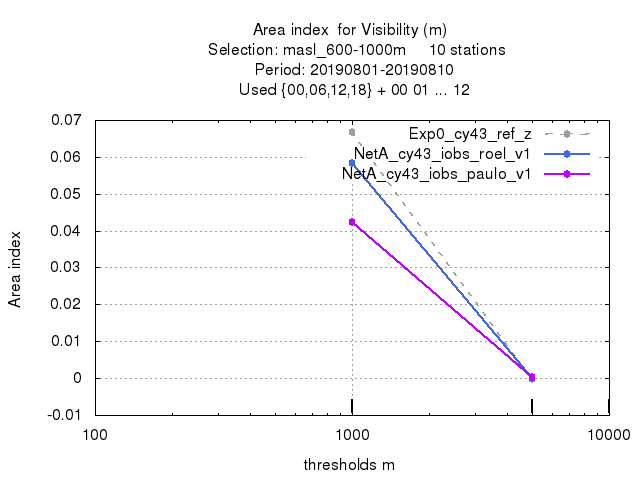 Area index  for Visibility (m)
Selection: masl_600-1000m     10 stations
Period: 20190801-20190810
Used {00,06,12,18} + 00 01 ... 12
0.07
0.06
0.05
0.04
0.03
0.02
0.01
0
-0.01
Area index
Exp0_cy43_ref_z
NetA_cy43_iobs_roel_v1
NetA_cy43_iobs_paulo_v1
100
1000
10000
thresholds m